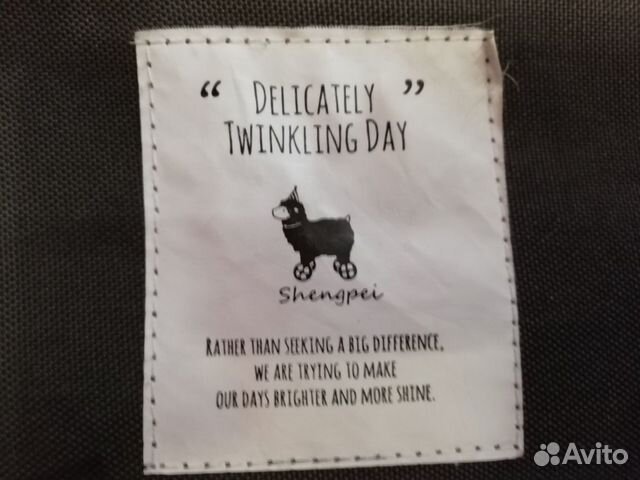 “ DELICATELY ”
TWINKLING DAY
Shengpei
RATHER THAN SEEKING A BIG DIFFERENCE,
WE ARE TRYING TO MAKE
OUR DAYS BRIGHTER AND MORE SHINE.
Avito